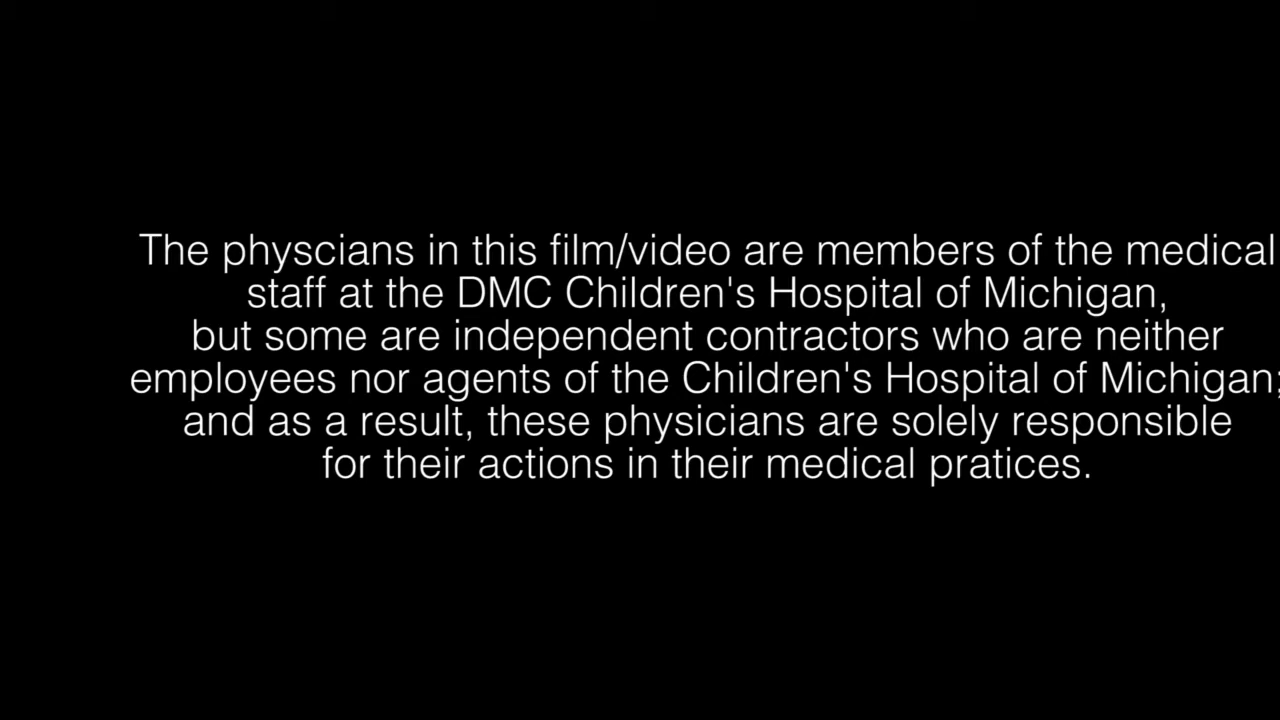 The physcians in this film/video are members of the medical
staff at the DMC Children's Hospital of Michigan,
but some are independent contractors who are neither
employees nor agents of the Children's Hospital of Michigan;
and as a result, these physicians are solely responsible
for their actions in their medical pratices.